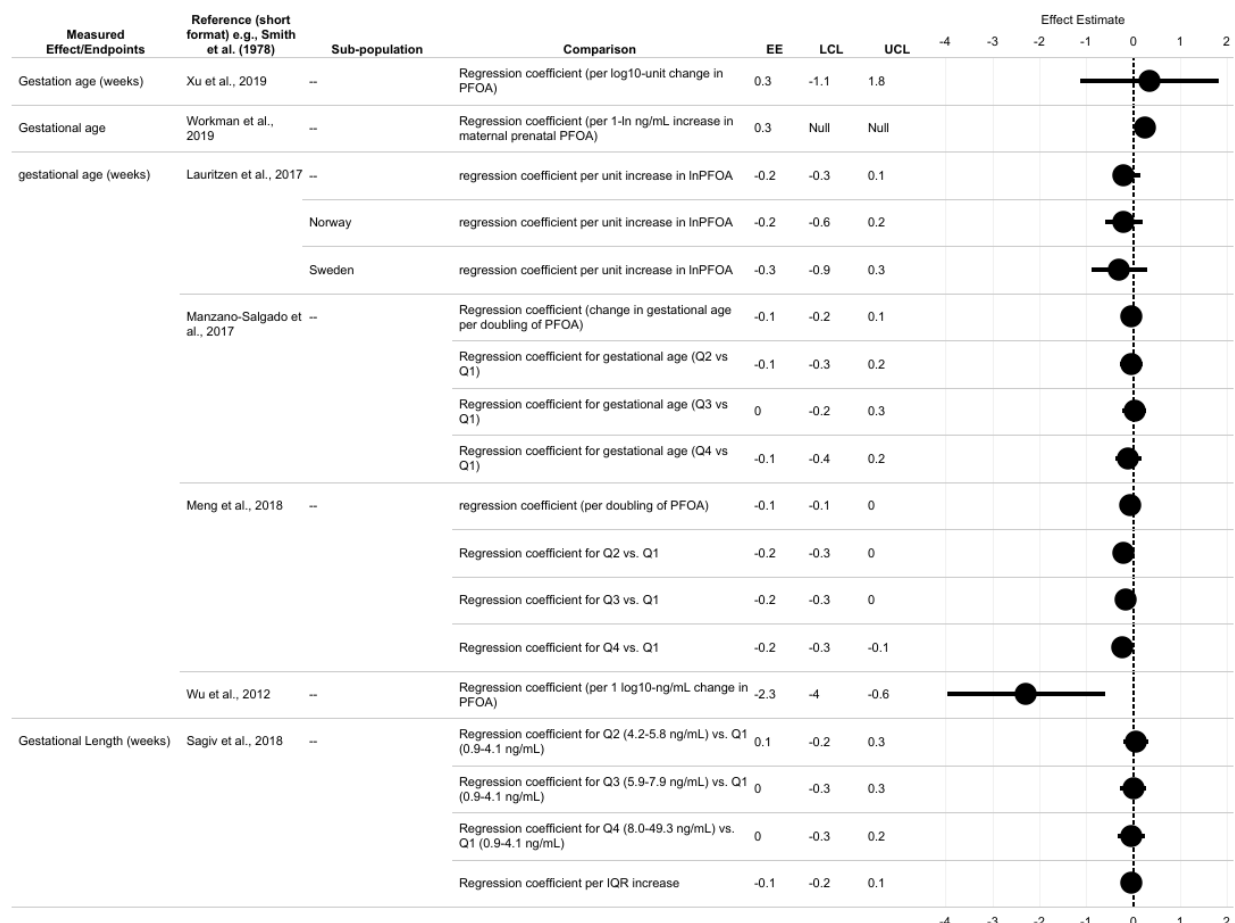 Effect Estimate
Measured Effect/Endpoints Reference (short format) e.g., Smith et al. (1978) Sub-population Comparison EE LCL UCL -4 -3 -2 -1 0 1 2
Gestation age (weeks) Xu et al., 2019 -- Regression coefficient (per log10-unit change in PFOA) 0.3 -1.1 1.8
Gestational age Workman et al., 2019 -- Regression coefficient (per 1-ln ng/mL increase in maternal prenatal PFOA) 0.3 Null Null
gestational age (weeks) Lauritzen et al., 2017 -- regression coefficient per unit increase in lnPFOA -0.2 -0.3 0.1
Norway regression coefficient per unit increase in lnPFOA -0.2 -0.6 0.2
Sweden regression coefficient per unit increase in lnPFOA -0.3 -0.9 0.3
Manzano-Salgado et al., 2017 -- Regression coefficient (change in gestational age per doubling of PFOA) -0.1 -0.2 0.1
Regression coefficient for gestational age (Q2 vs Q1) -0.1 -0.3 0.2
Regression coefficient for gestational age (Q3 vs Q1) 0 -0.2 0.3
Regression coefficient for gestational age (Q4 vs Q1) -0.1 -0.4 0.2
Meng et al., 2018 -- regression coefficient (per doubling of PFOA) -0.1 -0.1 0
Regression coefficient for Q2 vs. Q1 -0.2 -0.3 0
Regression coefficient for Q3 vs. Q1 -0.2 -0.3 0
Regression coefficient for Q4 vs. Q1 -0.2 -0.3 -0.1
Wu et al., 2012 -- Regression coefficient (per 1 log10-ng/mL change in PFOA) -2.3 -4 -0.6
Gestational Length (weeks) Sagiv et al., 2018 -- Regression coefficient for Q2 (4.2-5.8 ng/mL) vs. Q1 (0.9-4.1 ng/mL) 0.1 -0.2 0.3
Regression coefficient for Q3 (5.9-7.9 ng/mL) vs. Q1 (0.9-4.1 ng/mL) 0 -0.3 0.3
Regression coefficient for Q4 (8.0-49.3 ng/mL) vs. Q1 (0.9-4.1 ng/mL) 0 -0.3 0.2
Regression coefficient per IQR increase -0.1 -0.2 0.1
-4 -3 -2 -1 0 1 2